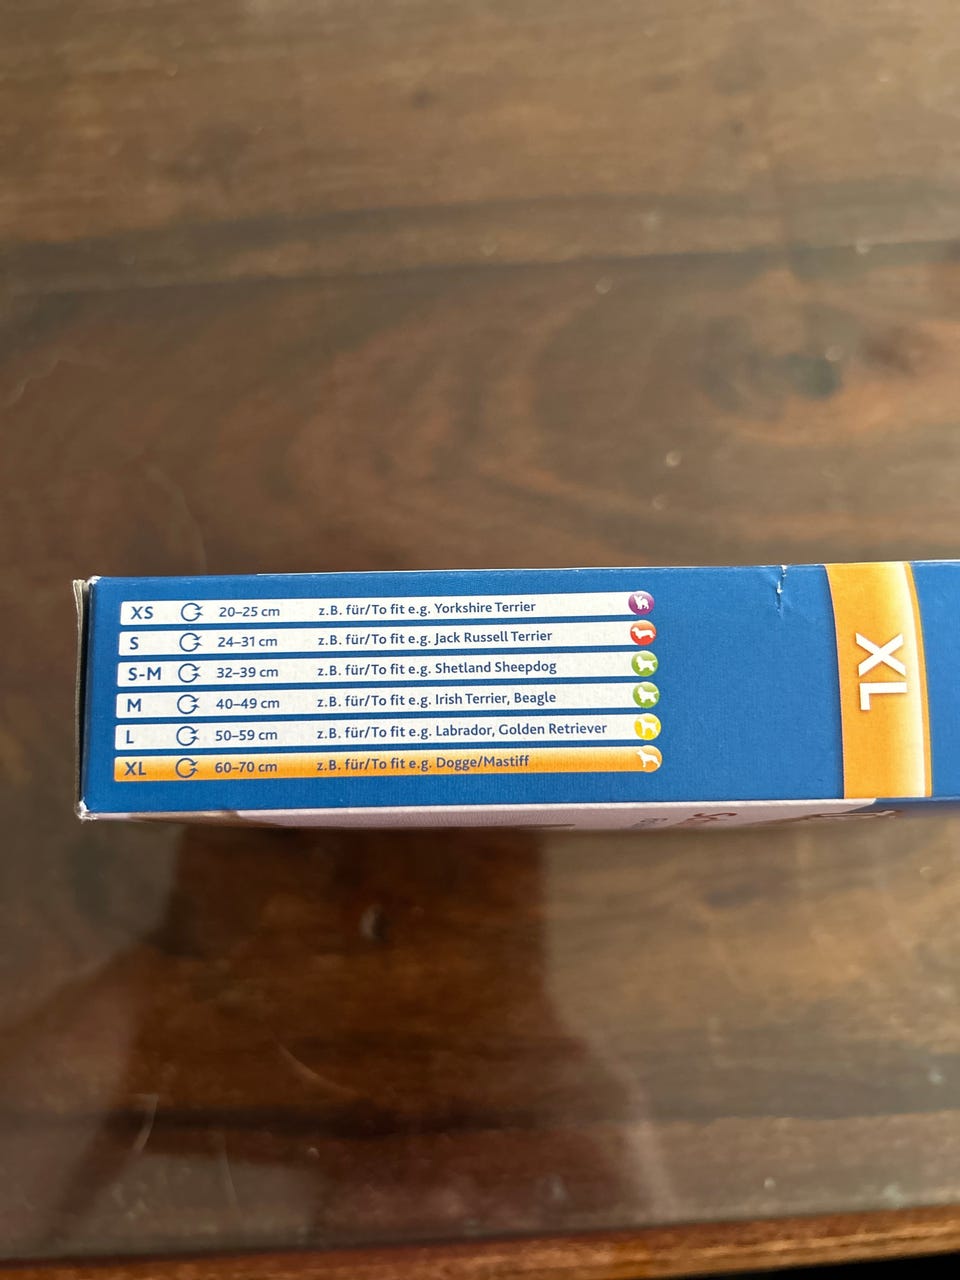 XS 20–25 cm z.B. für/To fit e.g. Yorkshire Terrier
S 24–31 cm z.B. für/To fit e.g. Jack Russell Terrier
S-M 32–39 cm z.B. für/To fit e.g. Shetland Sheepdog
M 40–49 cm z.B. für/To fit e.g. Irish Terrier, Beagle
L 50–59 cm z.B. für/To fit e.g. Labrador, Golden Retriever
XL 60–70 cm z.B. für/To fit e.g. Dogge/Mastiff
XL